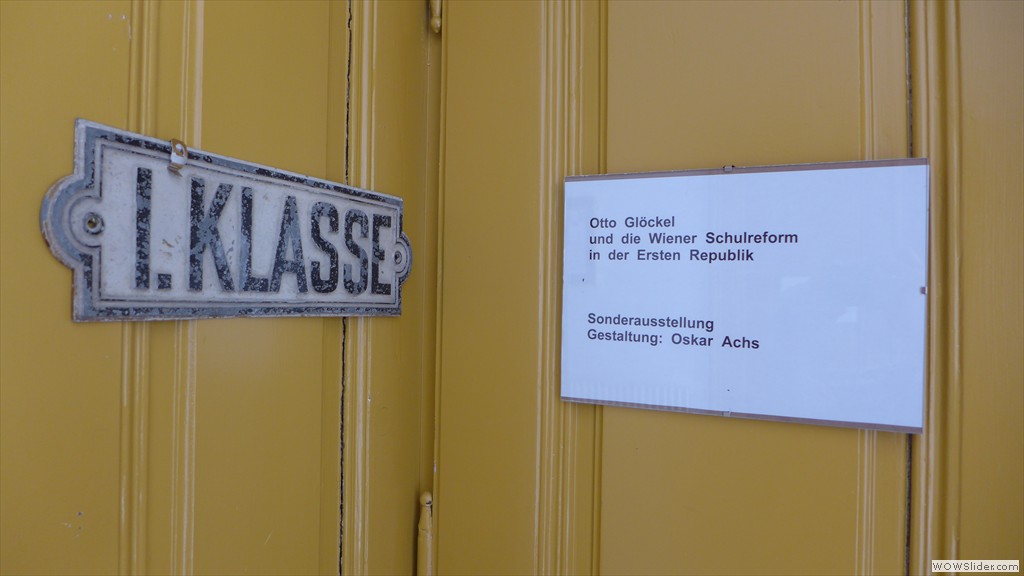 I. KLASSE
Otto Glöckel
und die Wiener Schulreform
in der Ersten Republik
Sonderausstellung
Gestaltung: Oskar Achs
WOWSlider.com